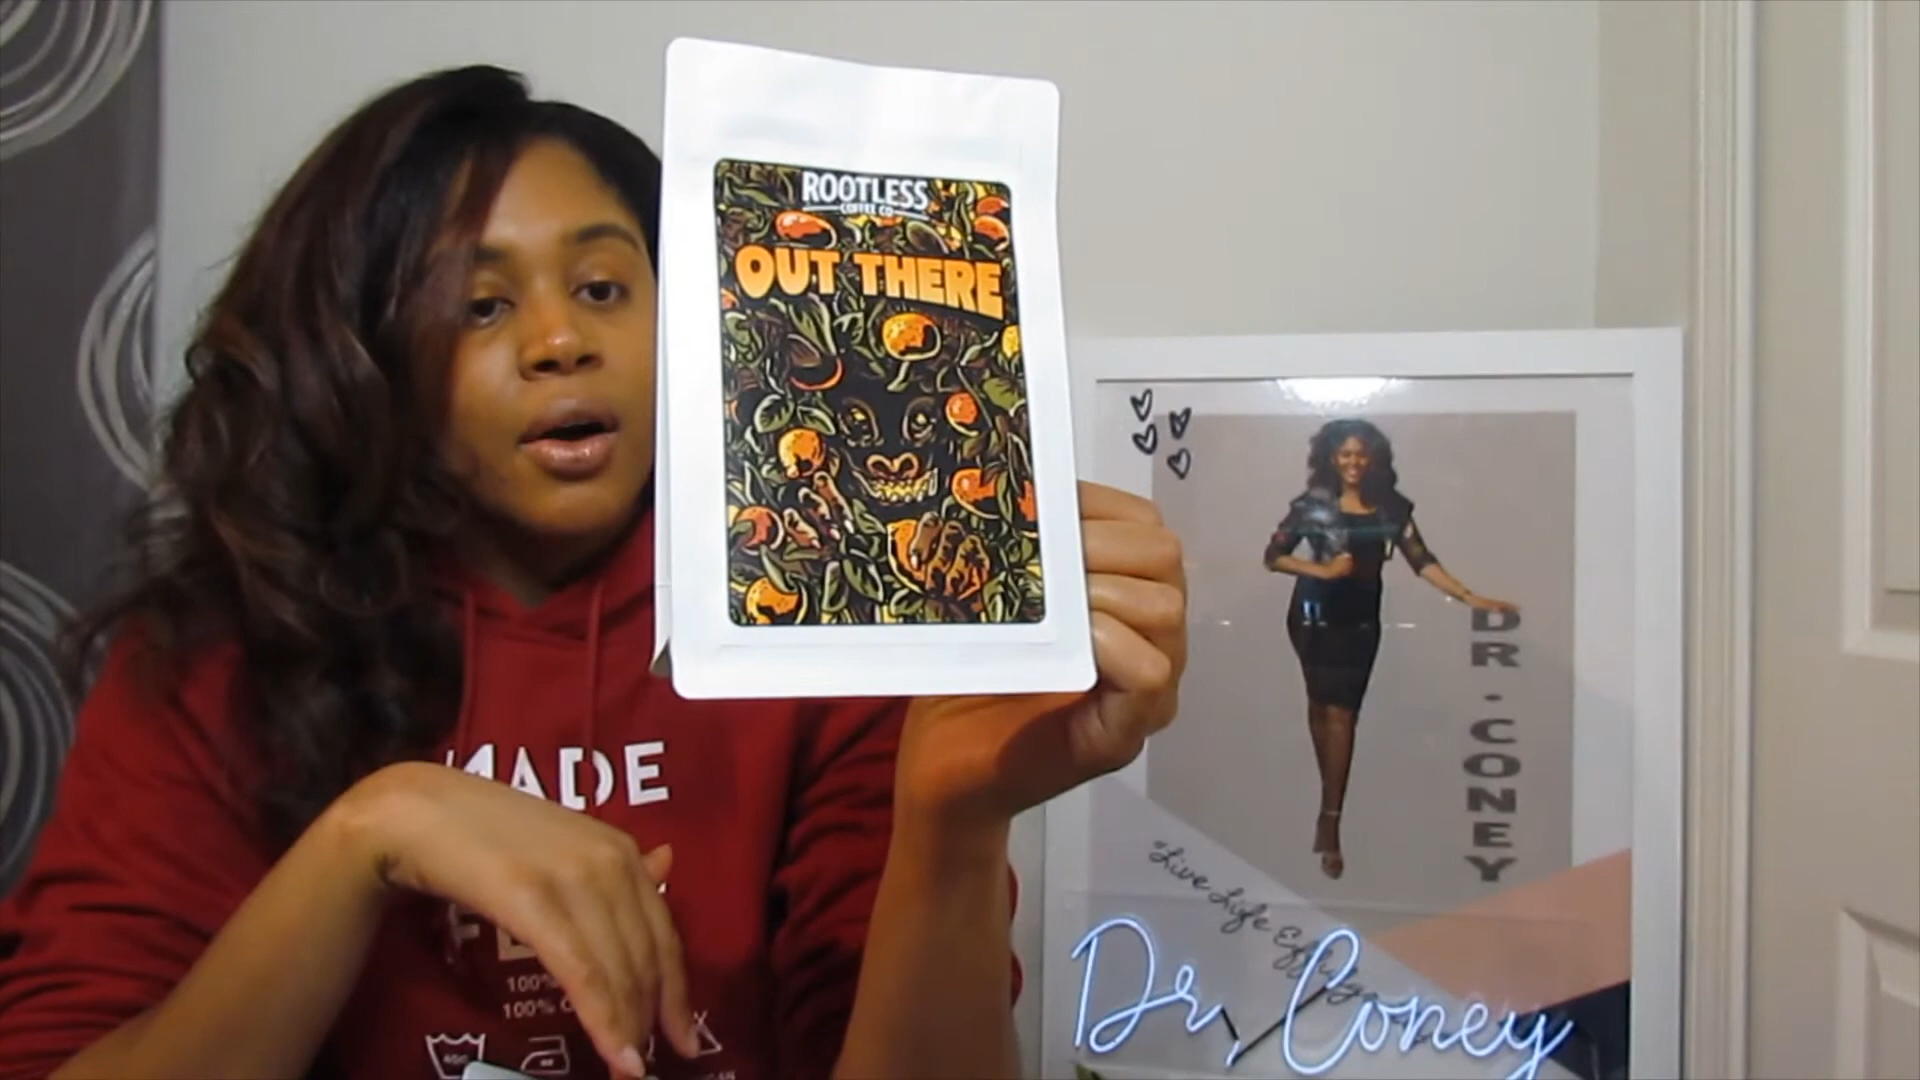 ROOTLESS
COFFEE CO
OUT THERE
MADE
100%
100%
DR. CONEY
"Live Life
Dr. Coney